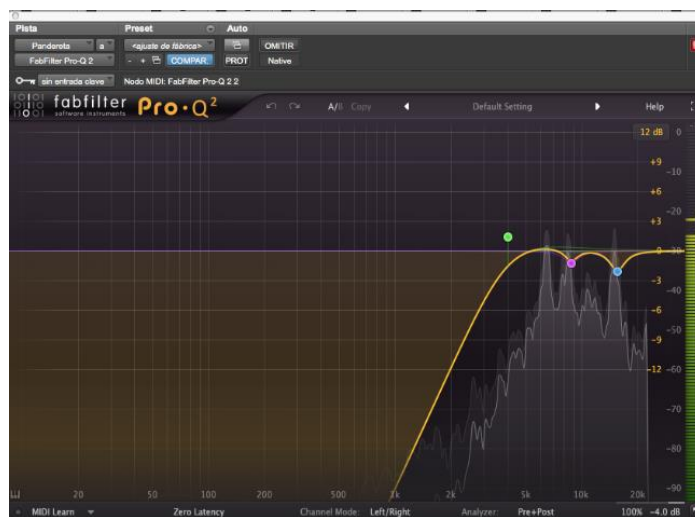 Pista Preset Auto
Pandereta a <ajuste de fábrica> OMITIR
FabFilter Pro-Q 2 - + COMPAR. PROT Native
sin entrada clave Nodo MIDI: FabFilter Pro-Q 2 2
fabfilter Pro·Q2 A/B Copy Default Setting Help
software instruments
12 dB 0
+9 -10
+6
+3 -20
0 -30
-3 -40
-6
-9 -50
-12 -60
-70
-80
-90
20 50 100 200 500 1k 2k 5k 10k 20k
MIDI Learn Zero Latency Channel Mode: Left/Right Analyzer: Pre+Post 100% -4.0 dB